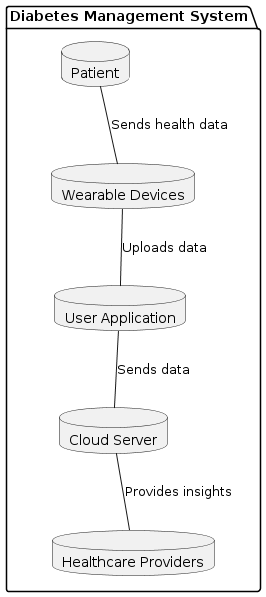 Diabetes Management System
Patient
Sends health data
Wearable Devices
Uploads data
User Application
Sends data
Cloud Server
Provides insights
Healthcare Providers